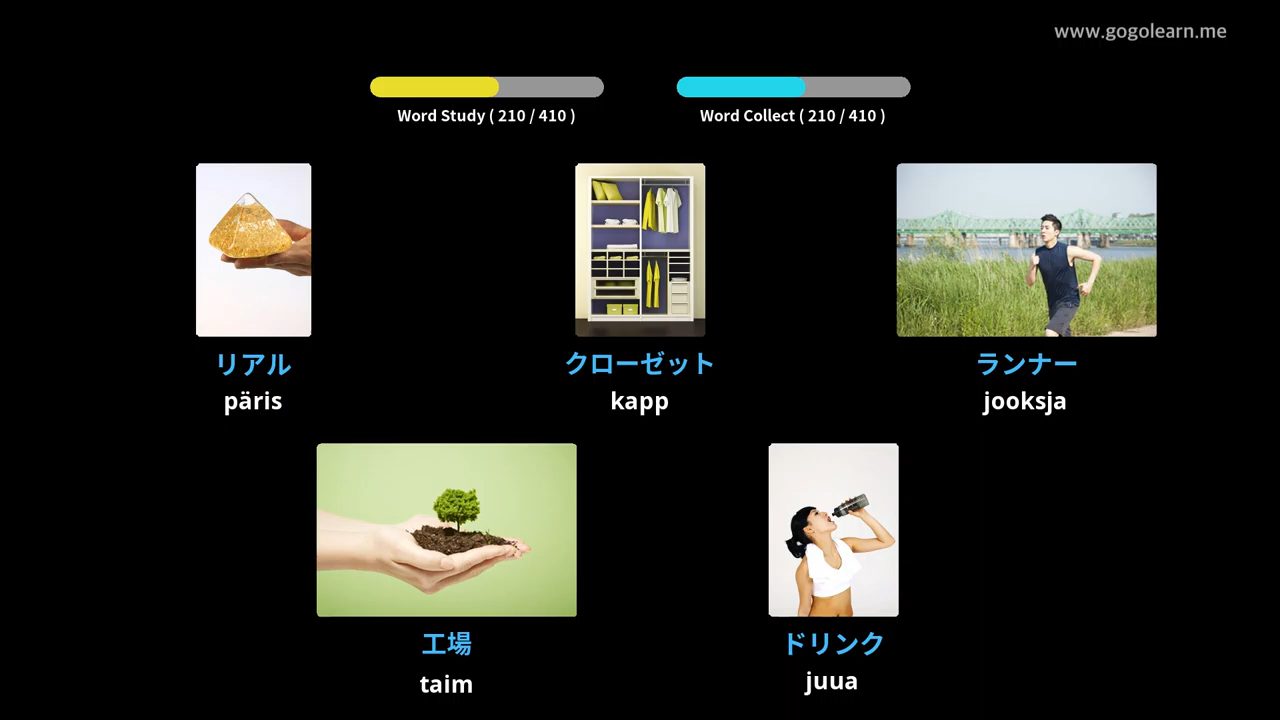 www.gogolearn.me
Word Study ( 210 / 410 )
Word Collect ( 210 / 410 )
リアル
päris
クローゼット
kapp
ランナー
jooksja
工場
taim
ドリンク
juua